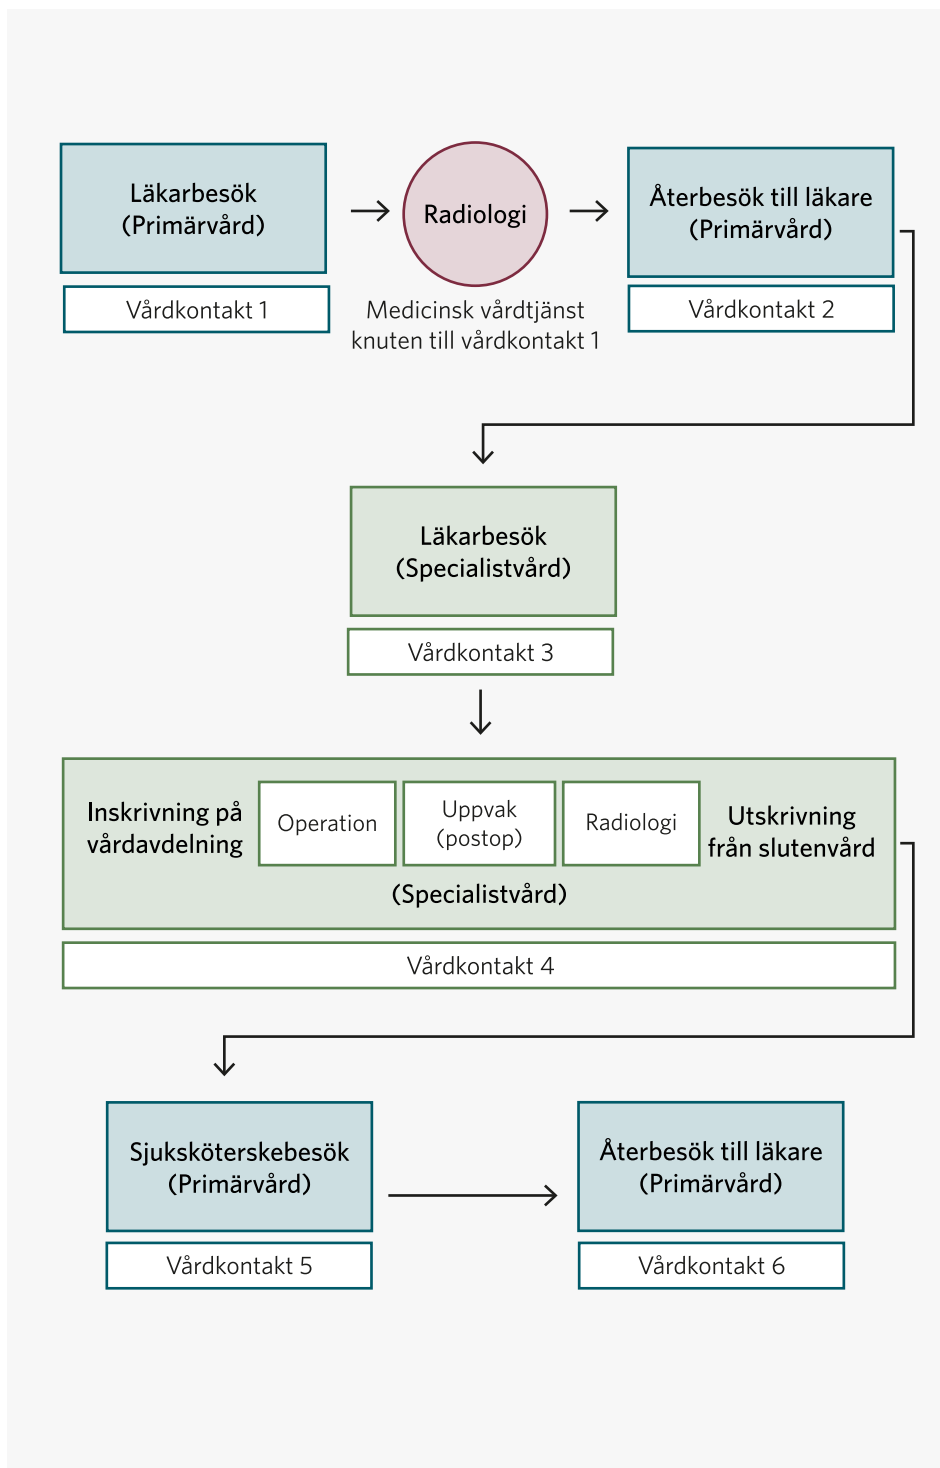 Läkarbesök
(Primärvård)
Vårdkontakt 1
Radiologi
Medicinsk vårdtjänst
knuten till vårdkontakt 1
Återbesök till läkare
(Primärvård)
Vårdkontakt 2
Läkarbesök
(Specialistvård)
Vårdkontakt 3
Inskrivning på
vårdavdelning
Operation
Uppvak
(postop)
Radiologi
Utskrivning
från slutenvård
(Specialistvård)
Vårdkontakt 4
Sjuksköterskebesök
(Primärvård)
Vårdkontakt 5
Återbesök till läkare
(Primärvård)
Vårdkontakt 6